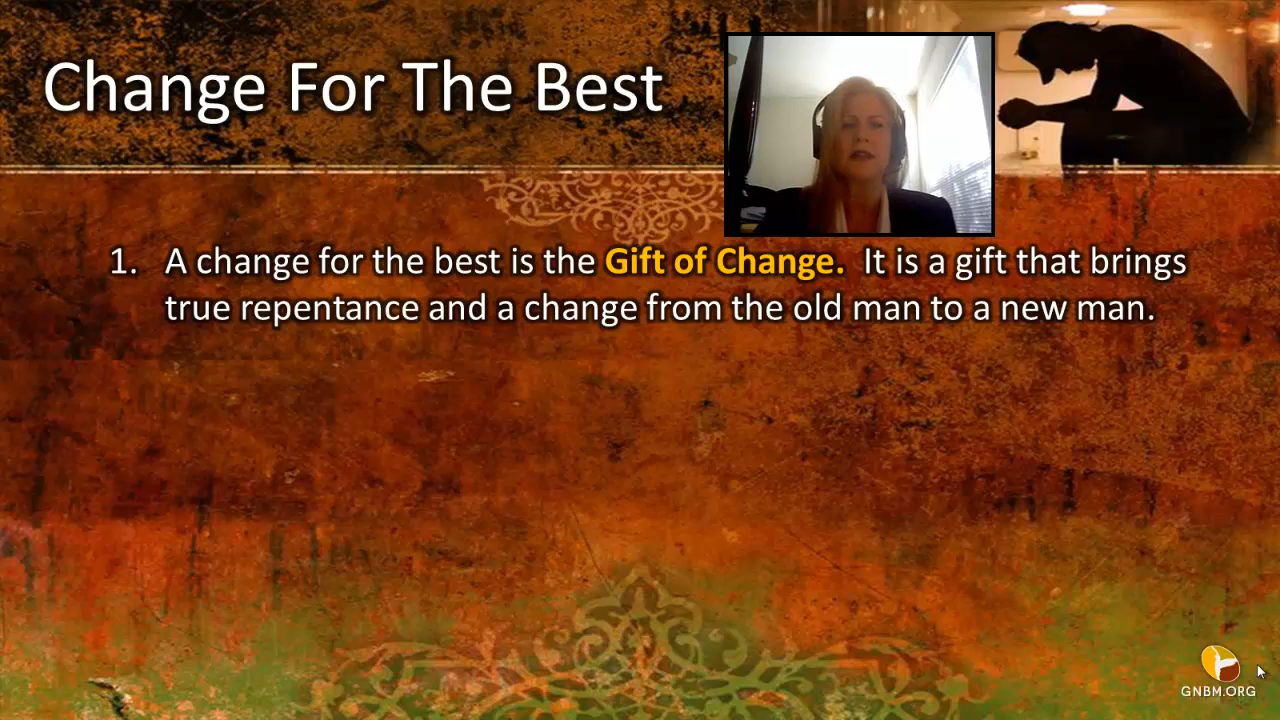 Change For The Best
1. A change for the best is the Gift of Change.  It is a gift that brings
true repentance and a change from the old man to a new man.
GNBM.ORG